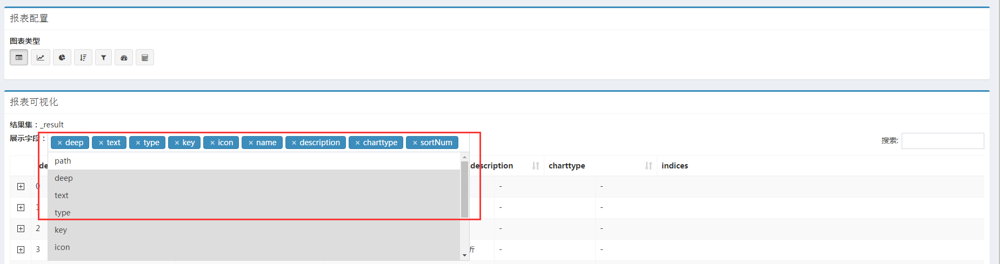 报表配置
图表类型
报表可视化
结果集：_result
展示字段：
× deep × text × type × key × icon × name × description × charttype × sortNum
搜索:
path
deep
text
type
key
icon
de description charttype indices
0 - -
1 - -
2 - -
3 析 - -